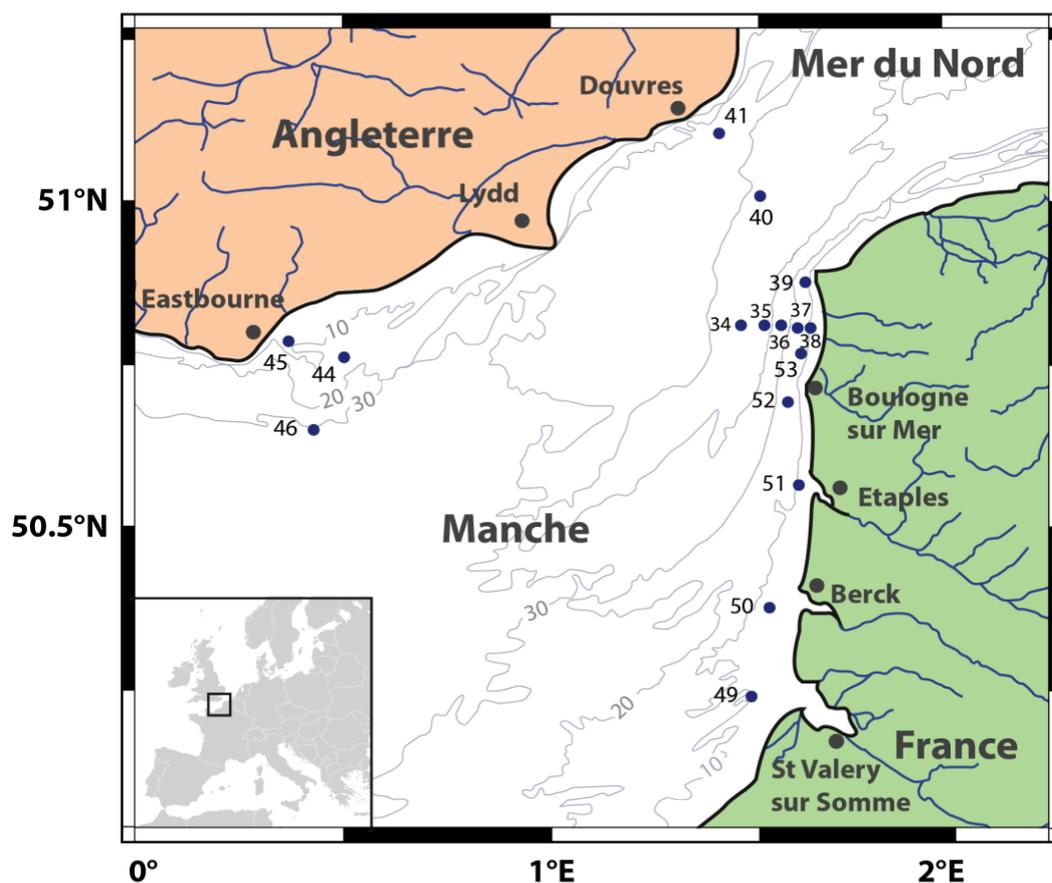 Mer du Nord
Douvres
41
Angleterre
Lydd
51°N
40
39
Eastbourne
34
35
37
10
36
38
45
44
53
20
30
52
Boulogne
sur Mer
46
51
Etaples
50.5°N
Manche
Berck
30
50
49
20
France
10
St Valery
sur Somme
0°
1°E
2°E